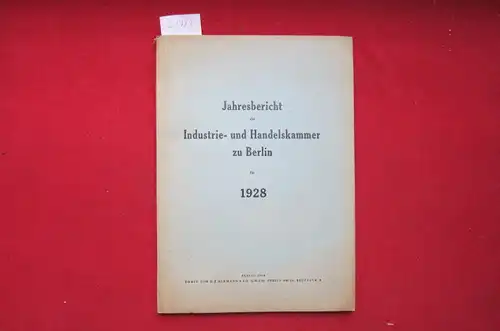 Jahresbericht
der
Industrie- und Handelskammer
zu Berlin
für
1928